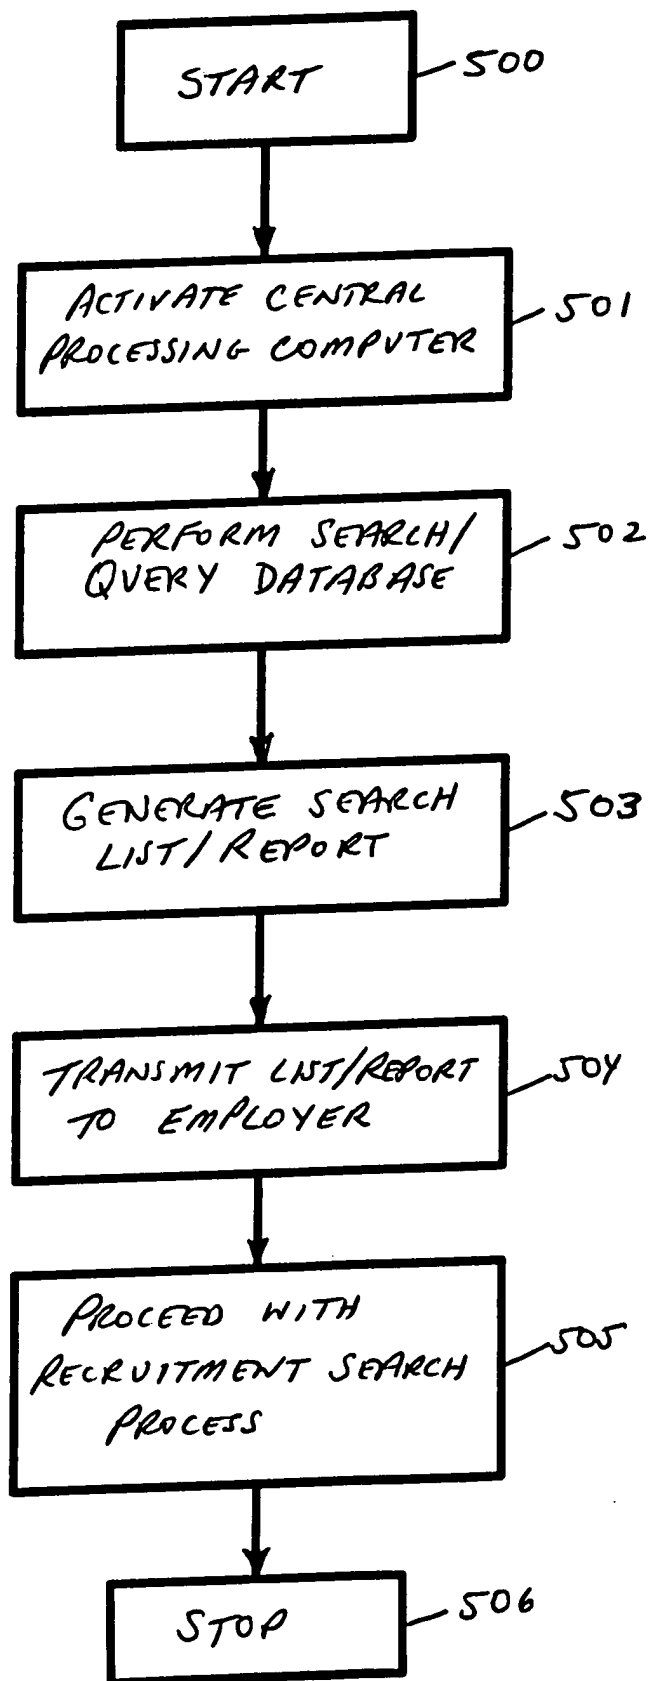 START
500
ACTIVATE CENTRAL
PROCESSING COMPUTER
501
PERFORM SEARCH/
QUERY DATABASE
502
GENERATE SEARCH
LIST/REPORT
503
TRANSMIT LIST/REPORT
TO EMPLOYER
504
PROCEED WITH
RECRUITMENT SEARCH
PROCESS
505
STOP
506